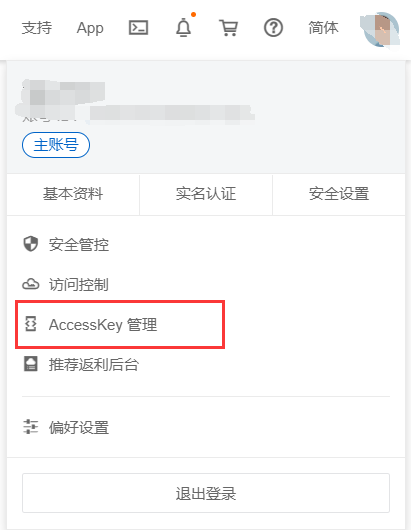 支持 App 简体
主账号
基本资料 实名认证 安全设置
安全管控
访问控制
AccessKey 管理
推荐返利后台
偏好设置
退出登录